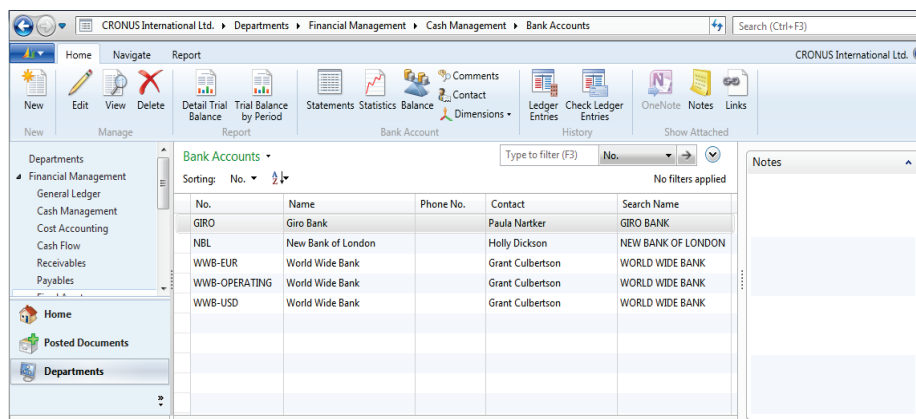 CRONUS International Ltd. ▸ Departments ▸ Financial Management ▸ Cash Management ▸ Bank Accounts
Search (Ctrl+F3)
Home Navigate Report
CRONUS International Ltd.
New Edit View Delete
Detail Trial Balance
Trial Balance by Period
Statements Statistics Balance
Comments
Contact
Dimensions
Ledger Entries
Check Ledger Entries
OneNote Notes Links
New Manage Report Bank Account History Show Attached
Departments
Financial Management
General Ledger
Cash Management
Cost Accounting
Cash Flow
Receivables
Payables
Home
Posted Documents
Departments
Bank Accounts
Type to filter (F3) No.
Sorting: No.
No filters applied
No. Name Phone No. Contact Search Name
GIRO Giro Bank Paula Nartker GIRO BANK
NBL New Bank of London Holly Dickson NEW BANK OF LONDON
WWB-EUR World Wide Bank Grant Culbertson WORLD WIDE BANK
WWB-OPERATING World Wide Bank Grant Culbertson WORLD WIDE BANK
WWB-USD World Wide Bank Grant Culbertson WORLD WIDE BANK
Notes